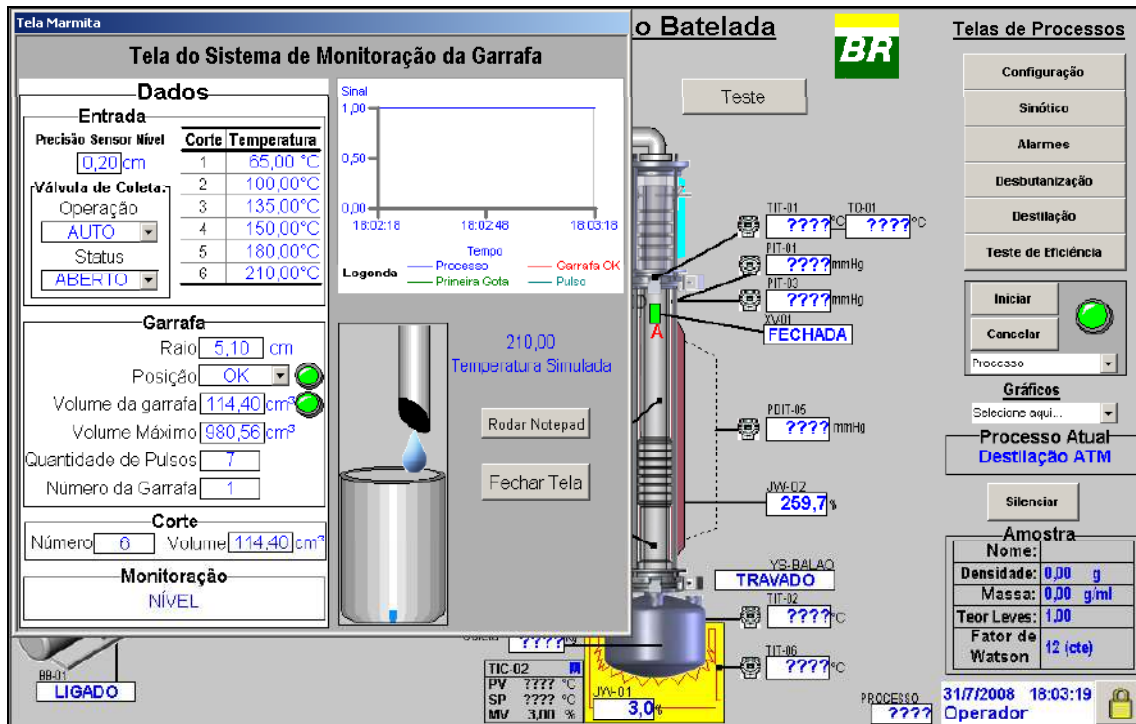 Tela Marmita
Tela do Sistema de Monitoração da Garrafa
Dados
Entrada
Precisão Sensor Nível
0,20 cm
Válvula de Coleta.
Operação
AUTO
Status
ABERTO
Corte Temperatura
1 65,00 °C
2 100,00°C
3 135,00°C
4 150,00°C
5 180,00°C
6 210,00°C
Garrafa
Raio 5,10 cm
Posição OK
Volume da garrafa 114,40 cm³
Volume Máximo 980,56 cm³
Quantidade de Pulsos 7
Número da Garrafa 1
Corte
Número 6 Volume 114,40 cm³
Monitoração
NÍVEL
Sinal
1,00
0,50
0,00
18:02:18 18:02:48 18:03:18
Tempo
Legenda Processo Garrafa OK
Primeira Gota Pulso
210,00
Temperatura Simulada
Rodar Notepad
Fechar Tela
o Batelada
BR
Teste
TIT-01 TO-01
???? °C ???? °C
PIT-01
???? mmHg
PIT-03
???? mmHg
XV-01
A
FECHADA
PDIT-05
???? mmHg
JW-02
259,7 %
YS-BALAO
TRAVADO
TIT-02
???? °C
TIT-06
???? °C
????
TIC-02 M
PV ???? °C
SP ???? °C
MV 3,00 %
JW-01
3,0 %
BB-01
LIGADO
PROCESSO
????
Telas de Processos
Configuração
Sinótico
Alarmes
Desbutanização
Destilação
Teste de Eficiência
Iniciar
Cancelar
Processo
Gráficos
Selecione aqui...
Processo Atual
Destilação ATM
Silenciar
Amostra
Nome:
Densidade: 0,00 g
Massa: 0,00 g/ml
Teor Leves: 1,00
Fator de Watson 12 (cte)
31/7/2008 18:03:19
Operador